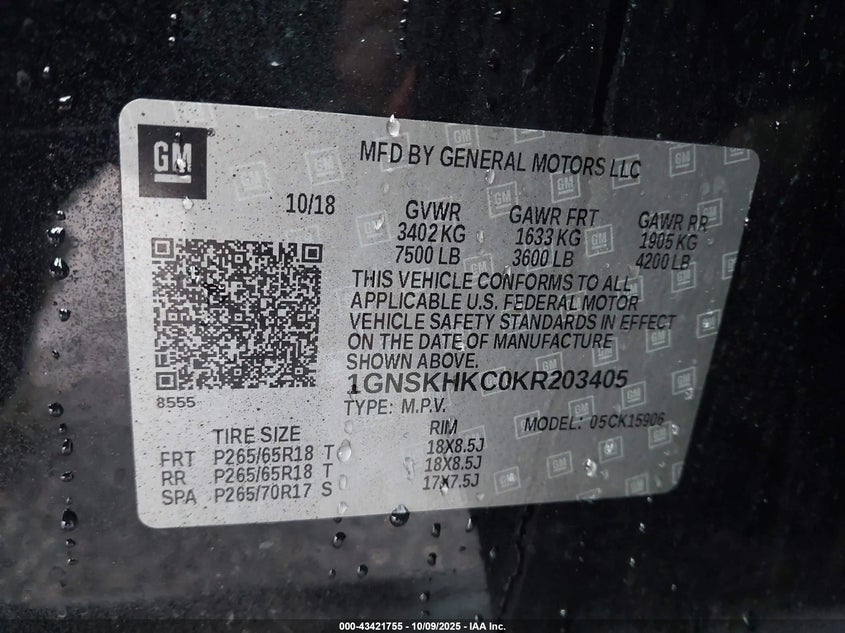 GM
MFD BY GENERAL MOTORS LLC
10/18
GVWR GAWR FRT GAWR RR
3402 KG 1633 KG 1905 KG
7500 LB 3600 LB 4200 LB
THIS VEHICLE CONFORMS TO ALL
APPLICABLE U.S. FEDERAL MOTOR
VEHICLE SAFETY STANDARDS IN EFFECT
ON THE DATE OF MANUFACTURE
SHOWN ABOVE.
1GNSKHKC0KR203405
8555
TYPE: M.P.V. MODEL: 05CK15906
S
TIRE SIZE RIM
FRT P265/65R18 T 18X8.5J
RR P265/65R18 T 18X8.5J
SPA P265/70R17 S 17X7.5J
000-43421755 - 10/09/2025 - IAA Inc.